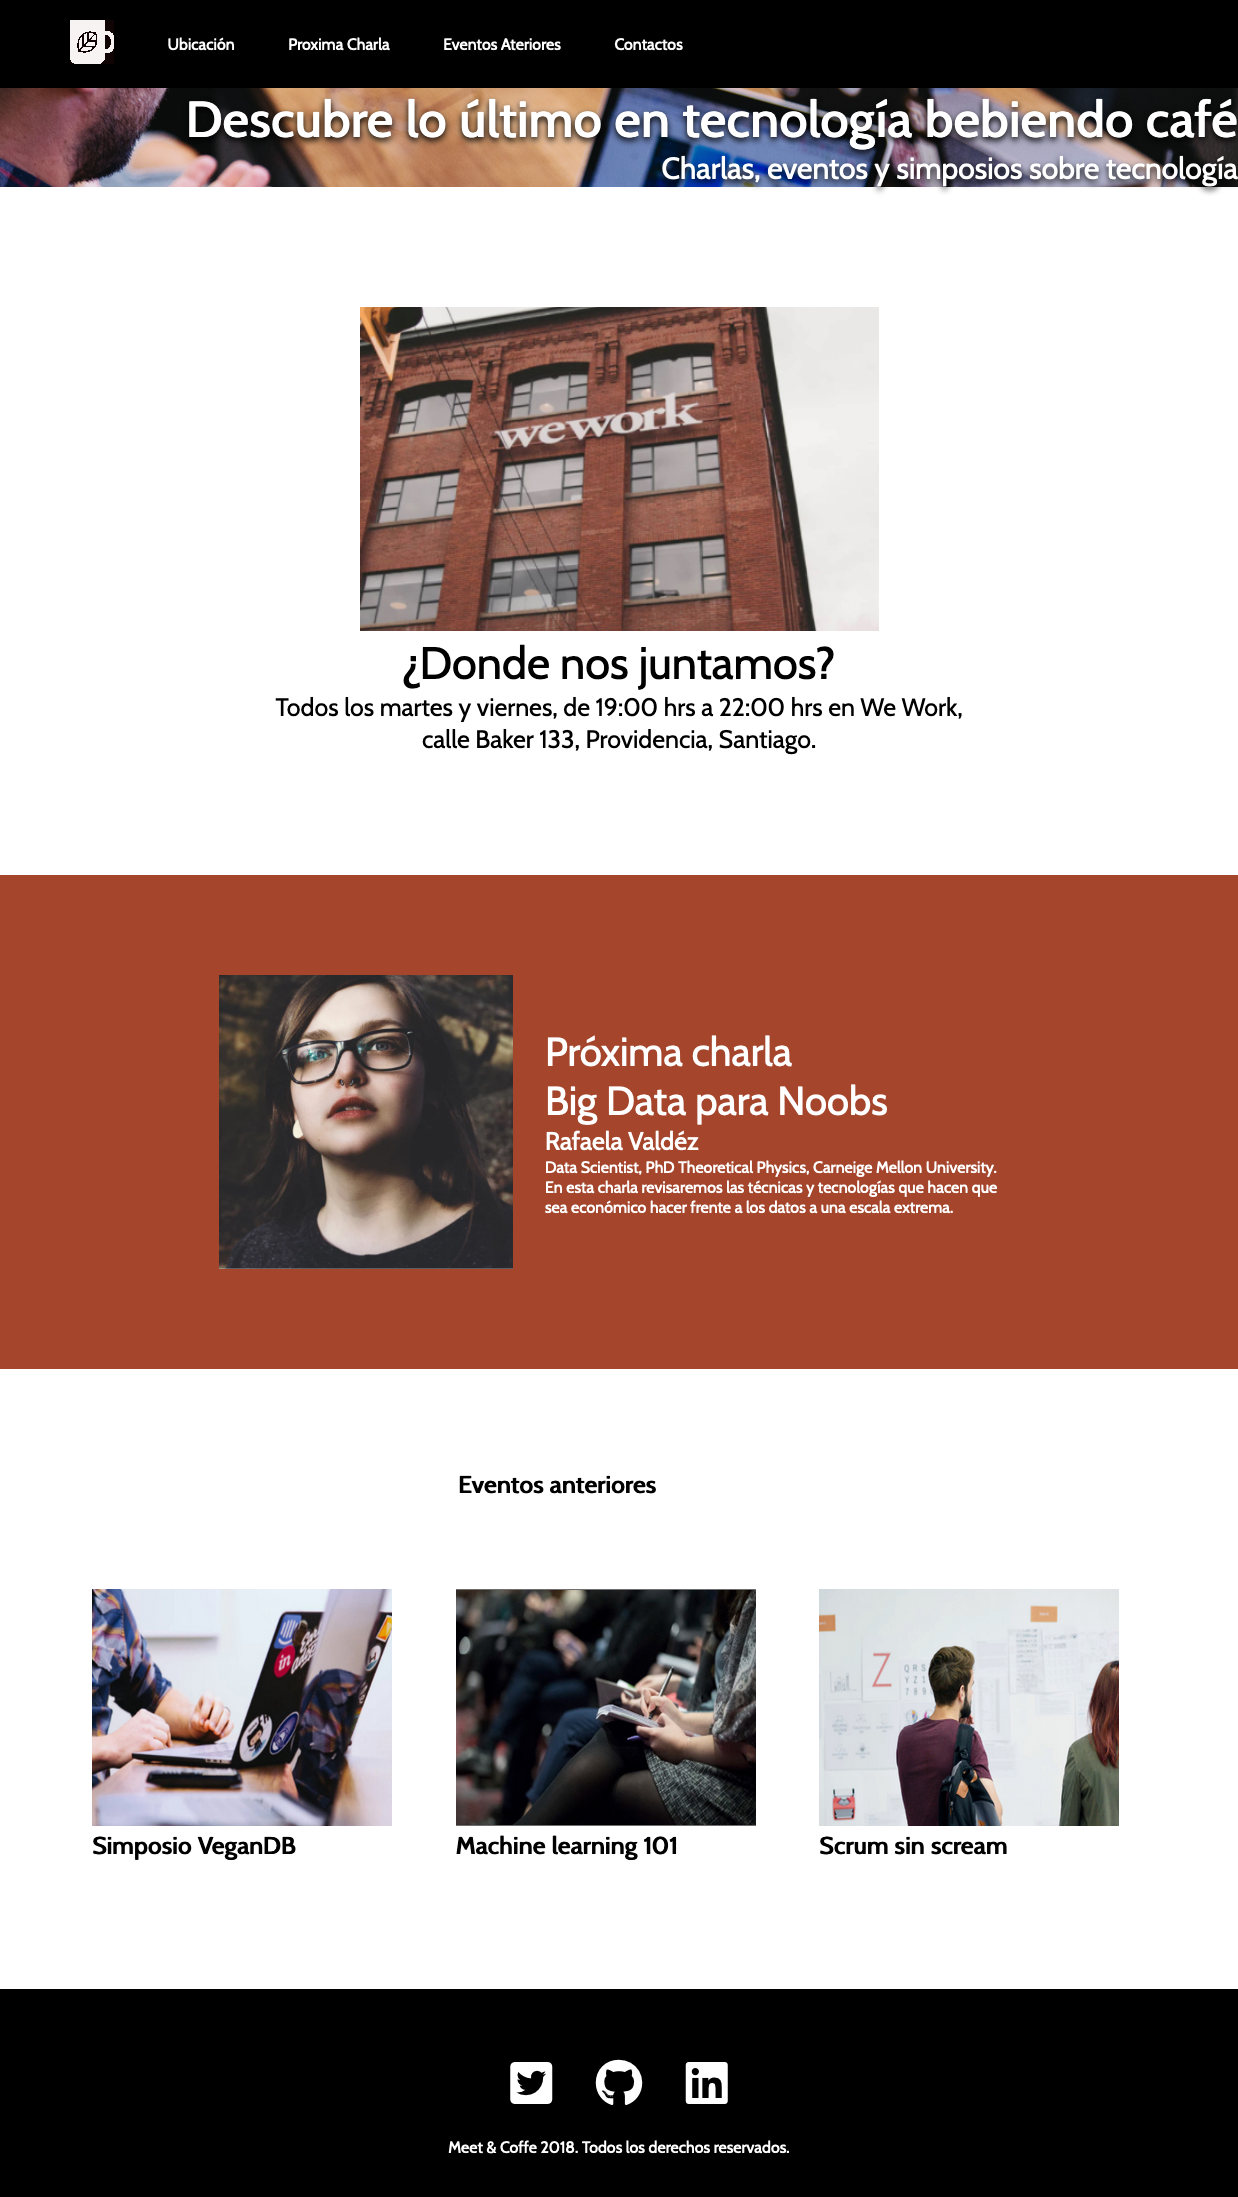 Ubicación
Proxima Charla
Eventos Ateriores
Contactos
Descubre lo último en tecnología bebiendo café
Charlas, eventos y simposios sobre tecnología
wework
¿Donde nos juntamos?
Todos los martes y viernes, de 19:00 hrs a 22:00 hrs en We Work,
calle Baker 133, Providencia, Santiago.
Próxima charla
Big Data para Noobs
Rafaela Valdéz
Data Scientist, PhD Theoretical Physics, Carneige Mellon University.
En esta charla revisaremos las técnicas y tecnologías que hacen que
sea económico hacer frente a los datos a una escala extrema.
Eventos anteriores
in
Z
Simposio VeganDB
Machine learning 101
Scrum sin scream
in
Meet & Coffe 2018. Todos los derechos reservados.